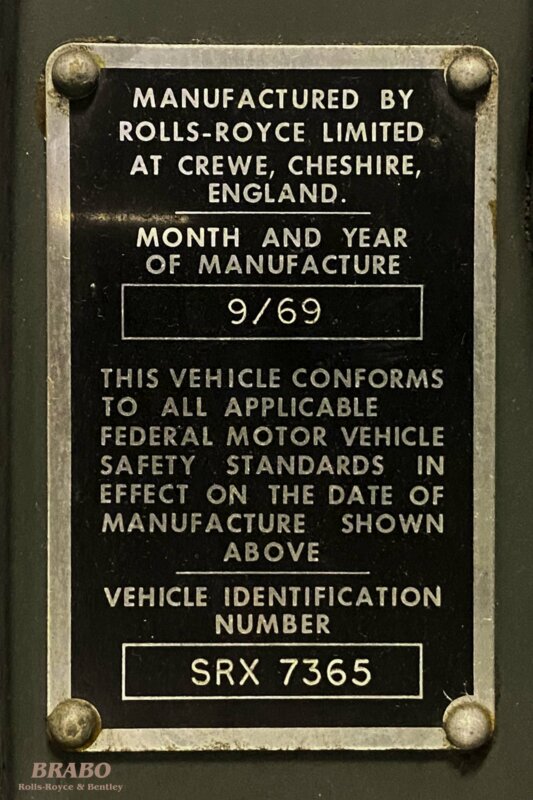 MANUFACTURED BY
ROLLS-ROYCE LIMITED
AT CREWE, CHESHIRE,
ENGLAND.
MONTH AND YEAR
OF MANUFACTURE
9/69
THIS VEHICLE CONFORMS
TO ALL APPLICABLE
FEDERAL MOTOR VEHICLE
SAFETY STANDARDS IN
EFFECT ON THE DATE OF
MANUFACTURE SHOWN
ABOVE
VEHICLE IDENTIFICATION
NUMBER
SRX 7365
BRABO
Rolls-Royce & Bentley